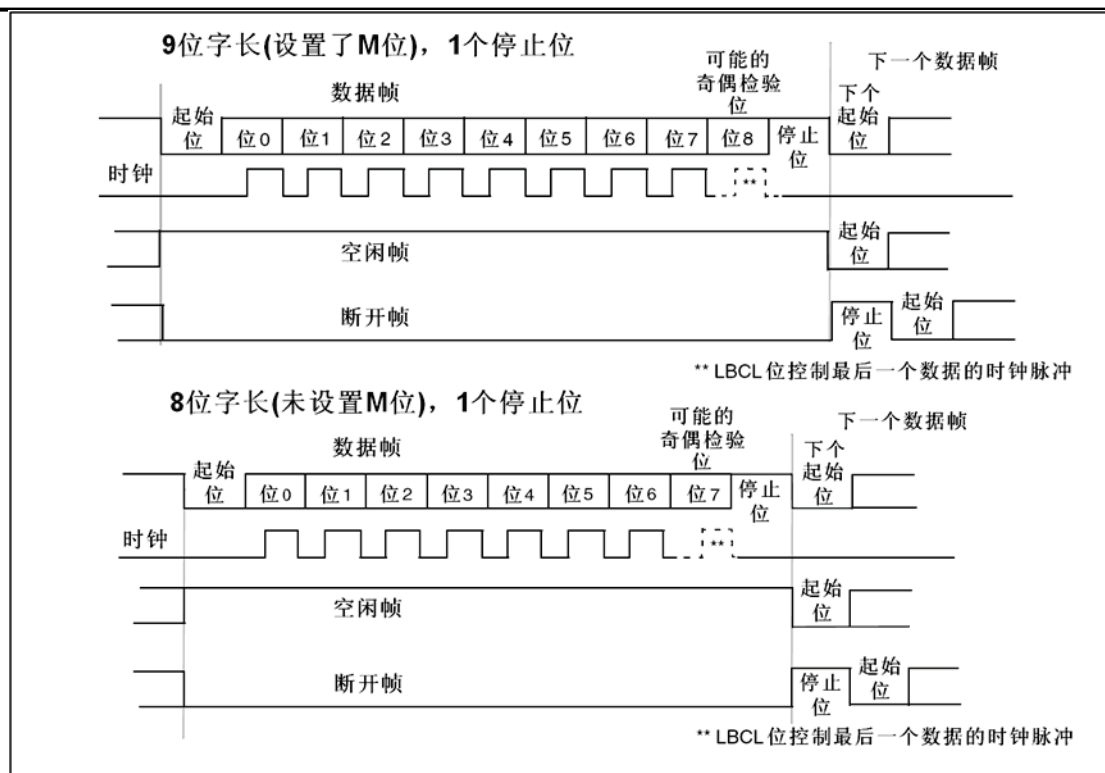 9位字长(设置了M位)，1个停止位
可能的
奇偶检验
位
下一个数据帧
数据帧
起始
位
位0
位1
位2
位3
位4
位5
位6
位7
位8
停止
位
下个
起始
位
时钟
**
空闲帧
起始
位
断开帧
停止
位
起始
位
** LBCL位控制最后一个数据的时钟脉冲
8位字长(未设置M位)，1个停止位
可能的
奇偶检验
位
下一个数据帧
数据帧
起始
位
位0
位1
位2
位3
位4
位5
位6
位7
停止
位
下个
起始
位
时钟
**
空闲帧
起始
位
断开帧
停止
位
起始
位
** LBCL位控制最后一个数据的时钟脉冲